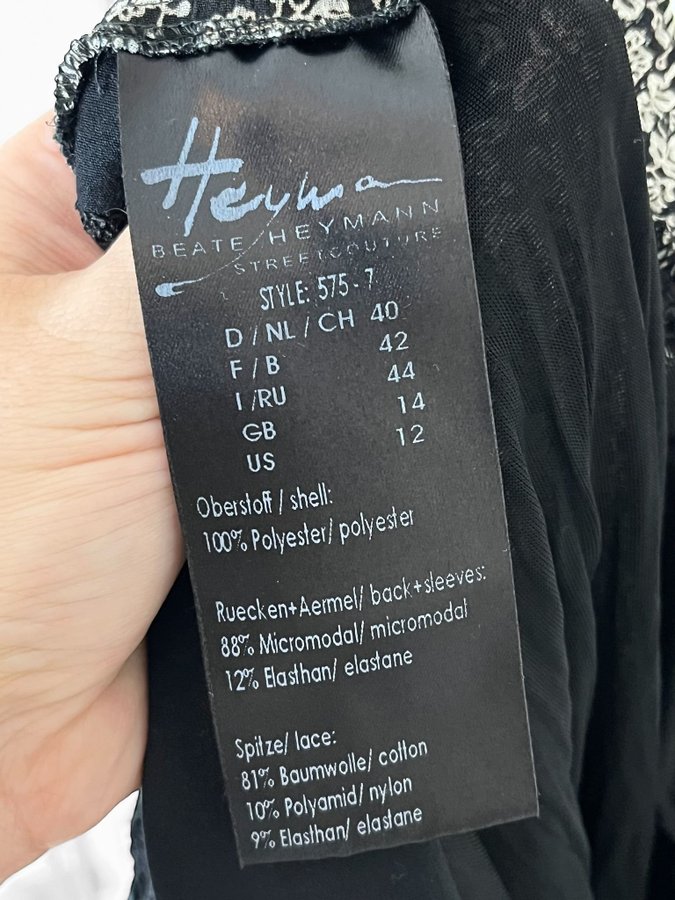 Heyman
BEATE HEYMANN
STREETCOUTURE
STYLE: 575-7
D/NL/CH 40
F/B 42
I/RU 44
GB 14
US 12
Oberstoff/ shell:
100% Polyester/ polyester
Ruecken+Aermel/ back+sleeves:
88% Micromodal/ micromodal
12% Elasthan/ elastane
Spitze/ lace:
81% Baumwolle/ cotton
10% Polyamid/ nylon
9% Elasthan/ elastane